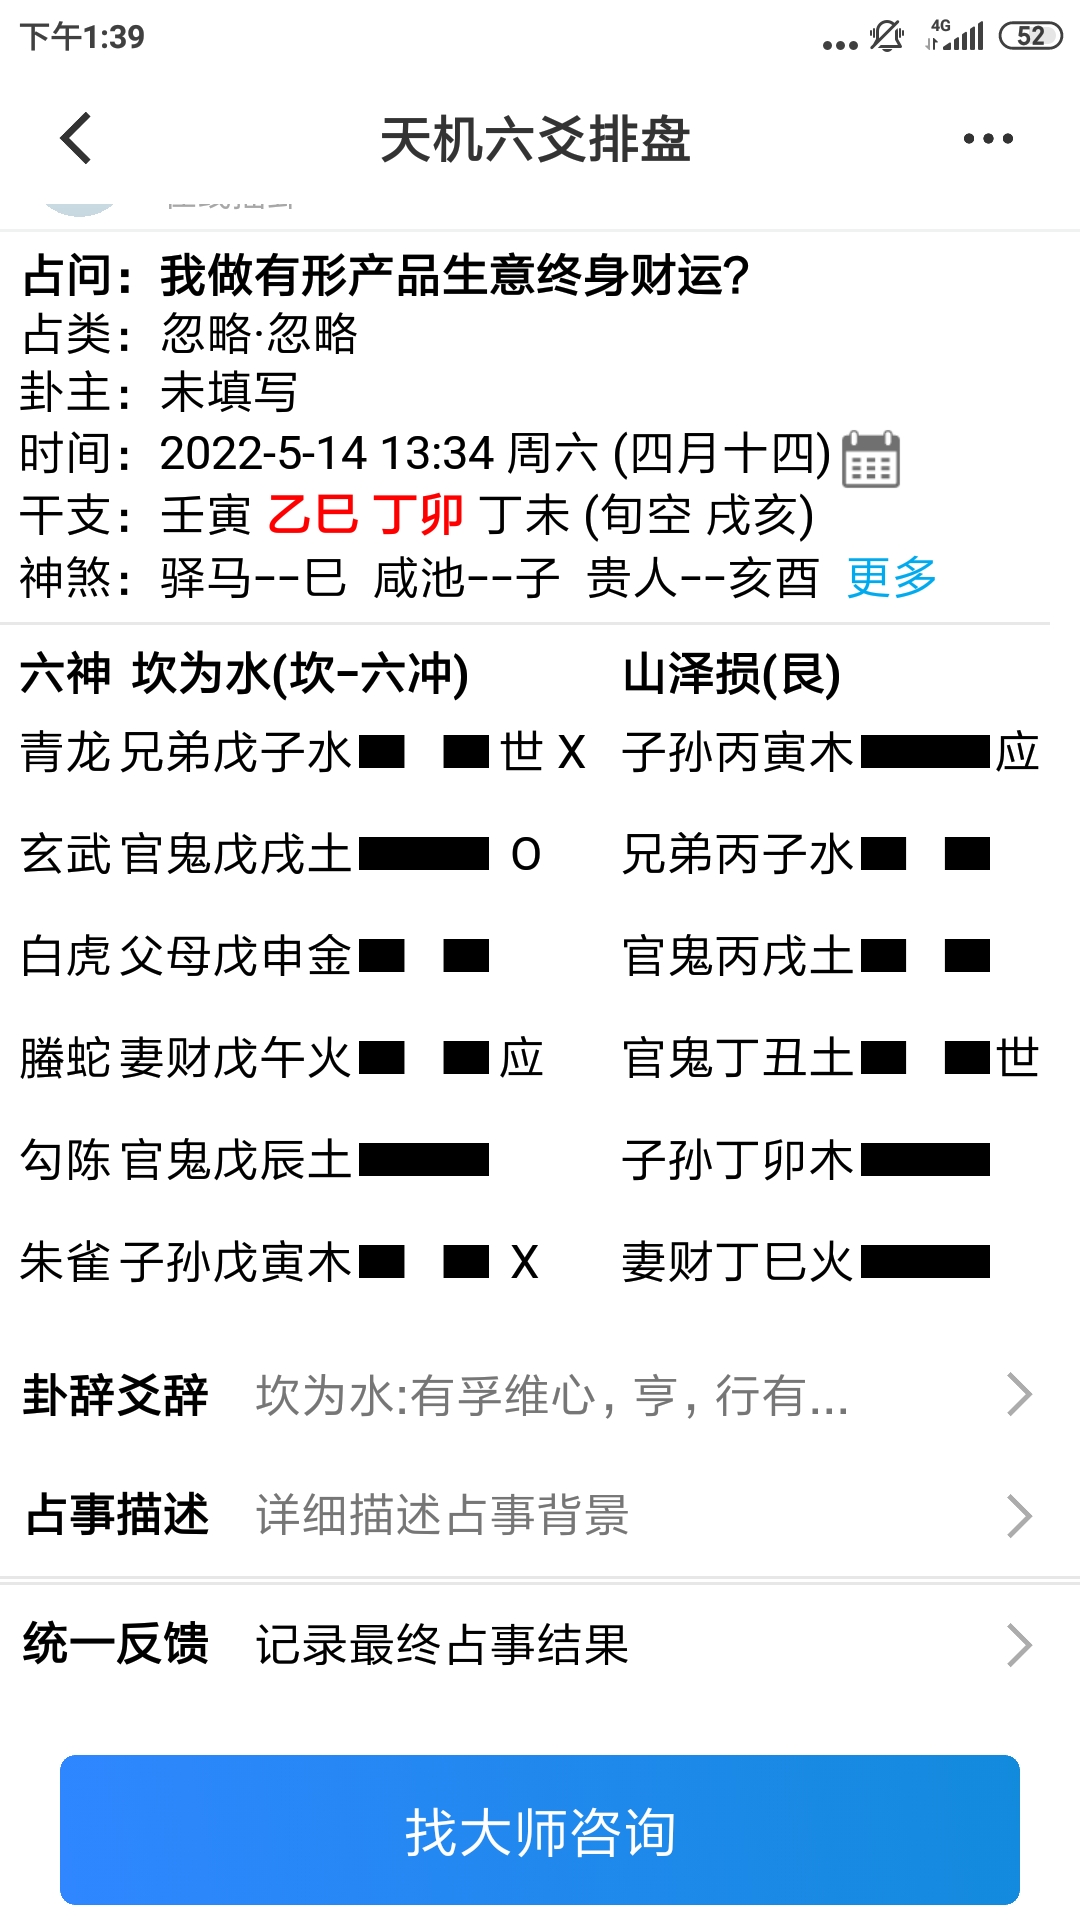 下午1:39
4G
52
天机六爻排盘
占问：我做有形产品生意终身财运?
占类：忽略·忽略
卦主：未填写
时间：2022-5-14 13:34 周六 (四月十四)
干支：壬寅 乙巳 丁卯 丁未 (旬空 戌亥)
神煞：驿马--巳 咸池--子 贵人--亥酉 更多
六神 坎为水(坎-六冲) 山泽损(艮)
青龙 兄弟戊子水 世 X 子孙丙寅木 应
玄武 官鬼戊戌土 O 兄弟丙子水
白虎 父母戊申金 官鬼丙戌土
螣蛇 妻财戊午火 应 官鬼丁丑土 世
勾陈 官鬼戊辰土 子孙丁卯木
朱雀 子孙戊寅木 X 妻财丁巳火
卦辞爻辞 坎为水:有孚维心，亨，行有...
占事描述 详细描述占事背景
统一反馈 记录最终占事结果
找大师咨询